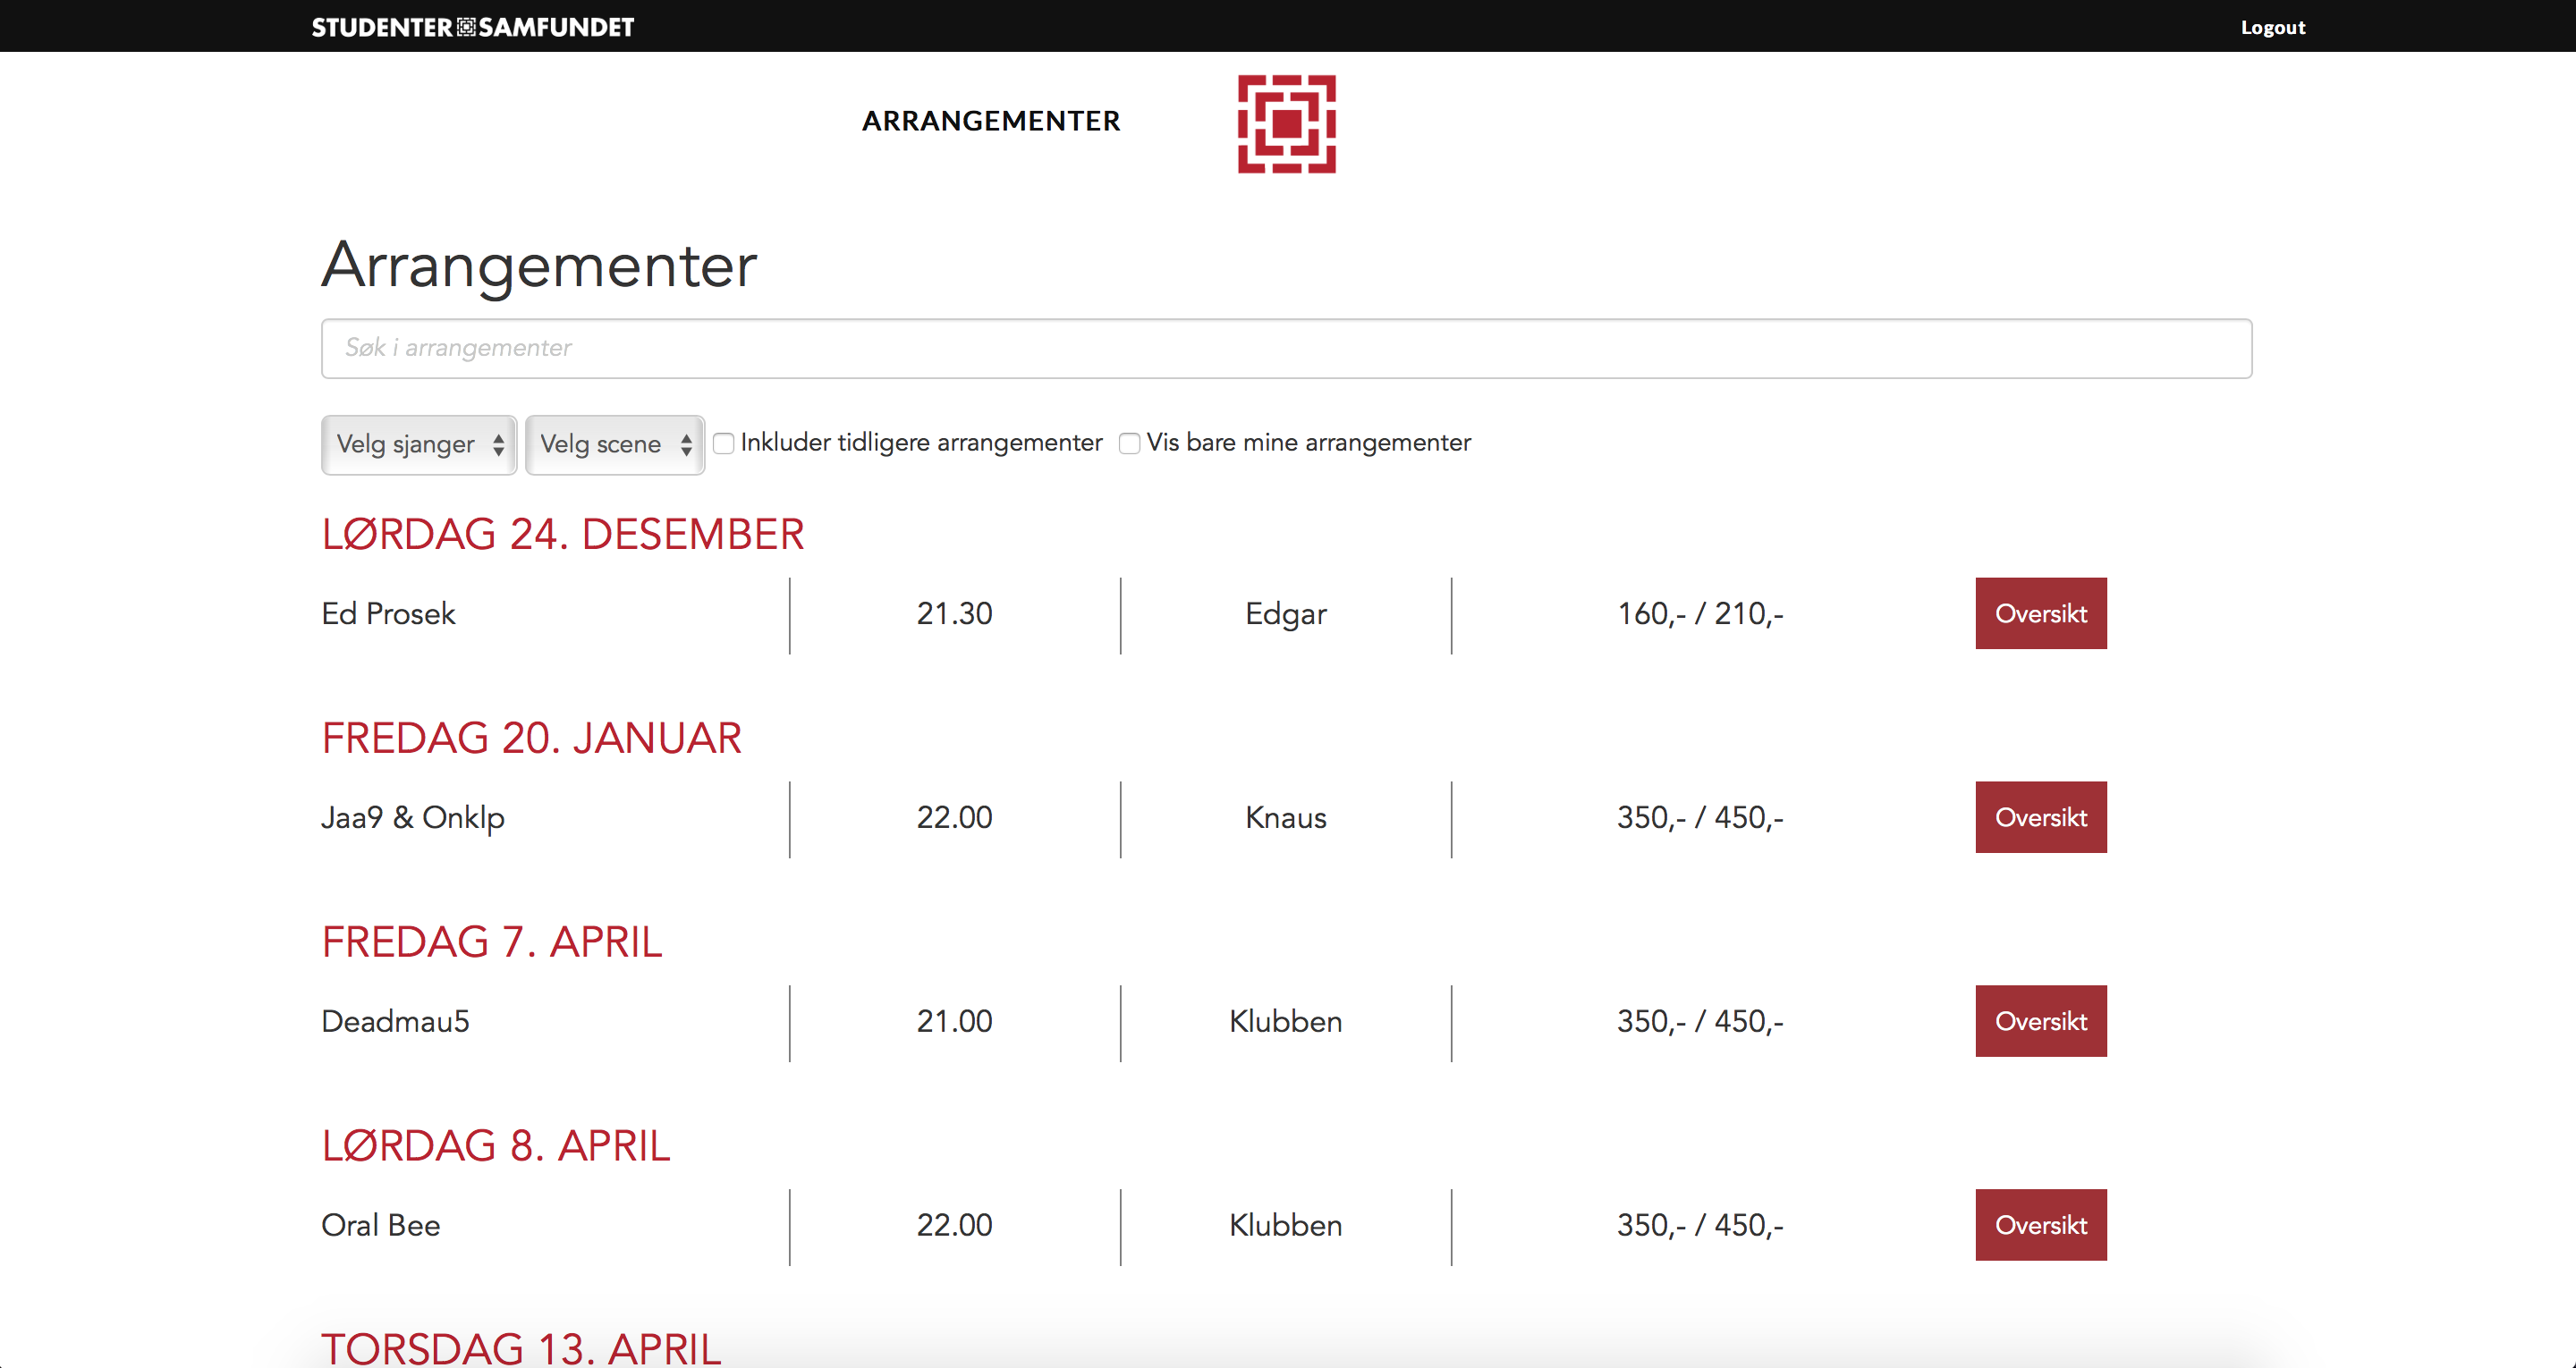 STUDENTER SAMFUNDET Logout
ARRANGEMENTER
Arrangementer
Søk i arrangementer
Velg sjanger Velg scene Inkluder tidligere arrangementer Vis bare mine arrangementer
LØRDAG 24. DESEMBER
Ed Prosek 21.30 Edgar 160,- / 210,- Oversikt
FREDAG 20. JANUAR
Jaa9 & Onklp 22.00 Knaus 350,- / 450,- Oversikt
FREDAG 7. APRIL
Deadmau5 21.00 Klubben 350,- / 450,- Oversikt
LØRDAG 8. APRIL
Oral Bee 22.00 Klubben 350,- / 450,- Oversikt
TORSDAG 13. APRIL